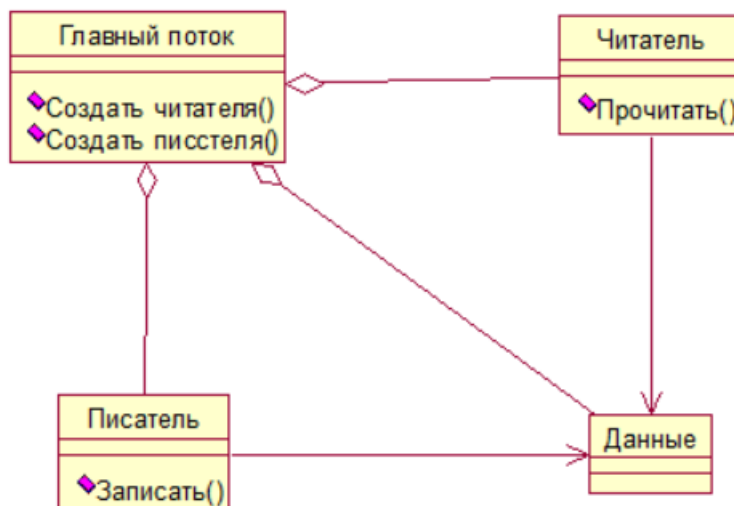 Главный поток
Создать читателя()
Создать писстеля()
Читатель
Прочитать()
Писатель
Записать()
Данные